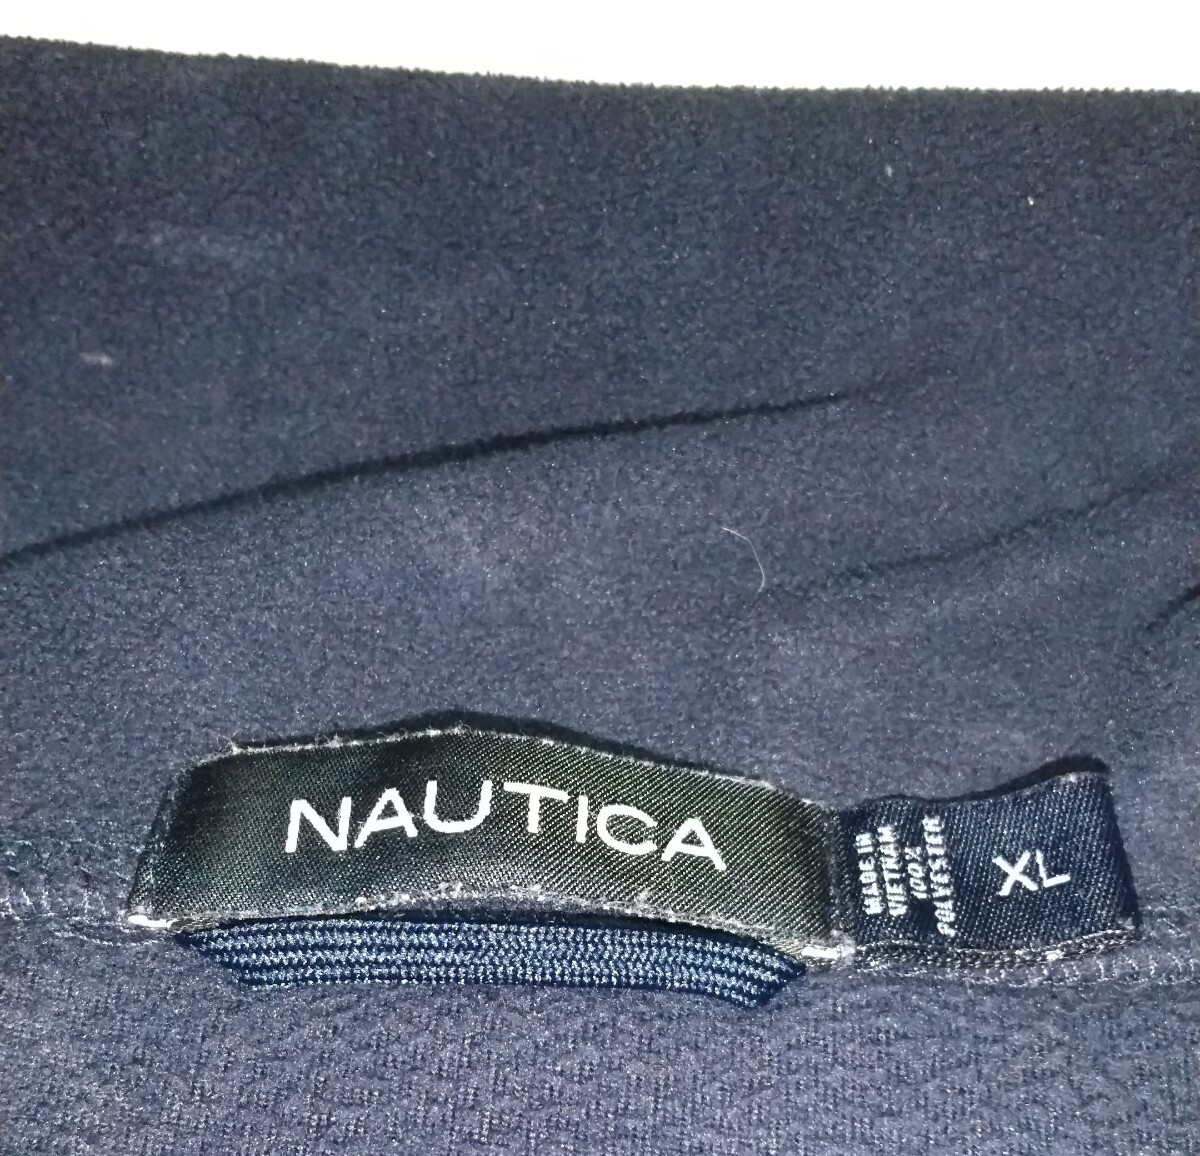 NAUTICA
MADE IN
VIETNAM
100%
POLYESTER
XL